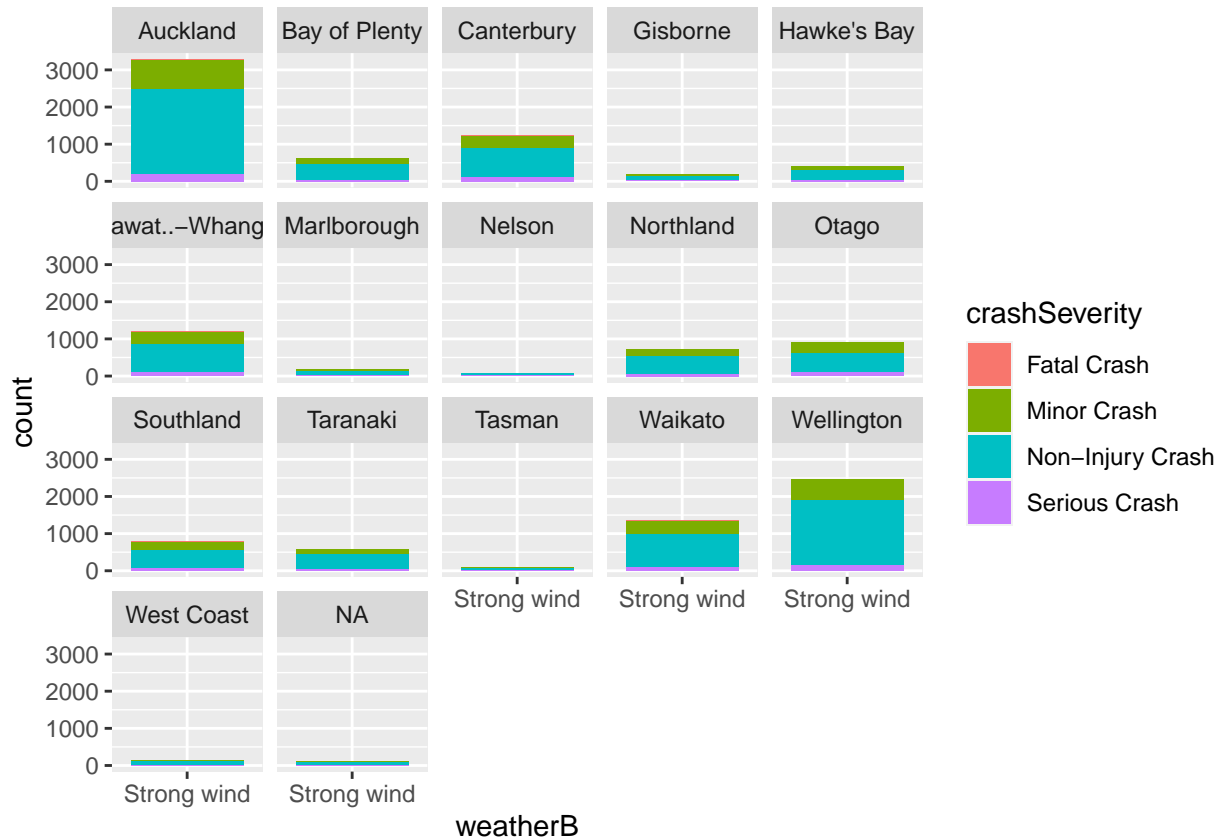 Auckland Bay of Plenty Canterbury Gisborne Hawke's Bay
3000
2000
1000
0
awat..−Whang Marlborough Nelson Northland Otago
3000
2000
1000
0
Southland Taranaki Tasman Waikato Wellington
3000
2000
1000
0
Strong wind Strong wind Strong wind
West Coast NA
3000
2000
1000
0
Strong wind Strong wind
weatherB
count
crashSeverity
Fatal Crash
Minor Crash
Non−Injury Crash
Serious Crash